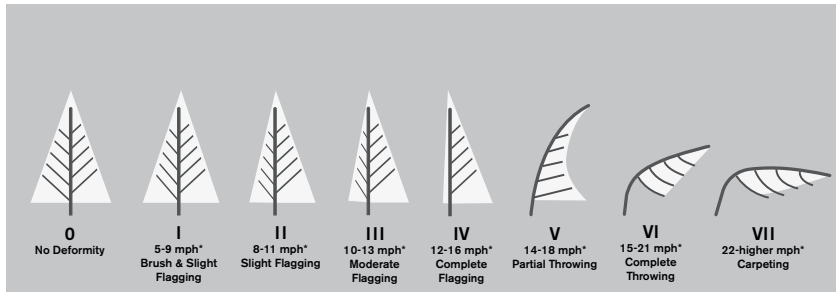 0
No Deformity
I
5-9 mph*
Brush & Slight
Flagging
II
8-11 mph*
Slight Flagging
III
10-13 mph*
Moderate
Flagging
IV
12-16 mph*
Complete
Flagging
V
14-18 mph*
Partial Throwing
VI
15-21 mph*
Complete
Throwing
VII
22-higher mph*
Carpeting